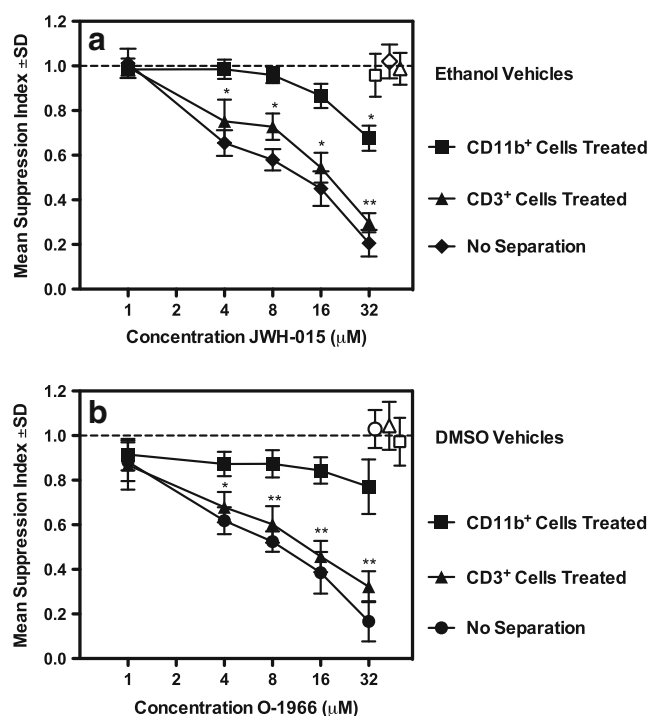 a
1.2
1.0
0.8
0.6
0.4
0.2
0.0
Mean Suppression Index ±SD
*
*
*
*
**
1
2
4
8
16
32
Concentration JWH-015 (μM)
Ethanol Vehicles
CD11b+ Cells Treated
CD3+ Cells Treated
No Separation
b
1.2
1.0
0.8
0.6
0.4
0.2
0.0
Mean Suppression Index ±SD
*
**
**
**
1
2
4
8
16
32
Concentration O-1966 (μM)
DMSO Vehicles
CD11b+ Cells Treated
CD3+ Cells Treated
No Separation